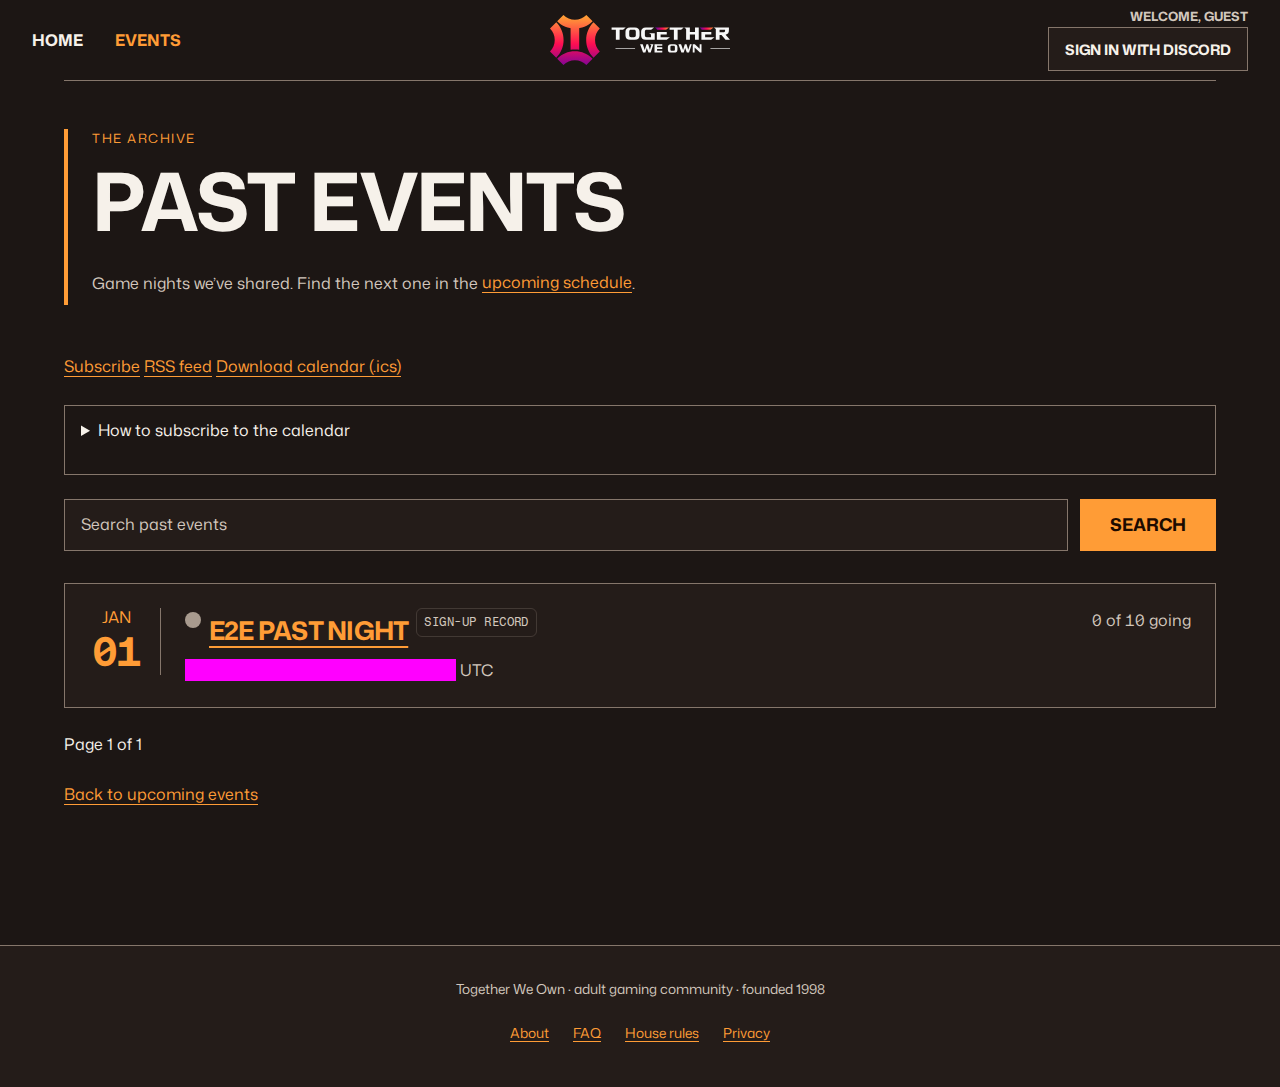 HOME EVENTS
TOGETHER
WE OWN
WELCOME, GUEST
SIGN IN WITH DISCORD
THE ARCHIVE
PAST EVENTS
Game nights we’ve shared. Find the next one in the upcoming schedule.
Subscribe RSS feed Download calendar (.ics)
How to subscribe to the calendar
Search past events
SEARCH
JAN
01
E2E PAST NIGHT
SIGN-UP RECORD
0 of 10 going
UTC
Page 1 of 1
Back to upcoming events
Together We Own · adult gaming community · founded 1998
About FAQ House rules Privacy